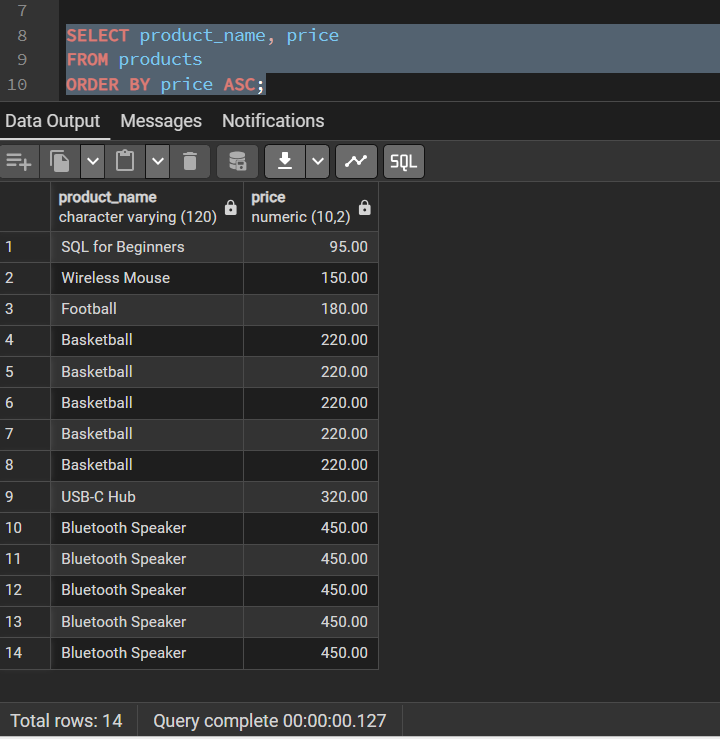 7
8 SELECT product_name, price
9 FROM products
10 ORDER BY price ASC;
Data Output Messages Notifications
SQL
product_name price
character varying (120) numeric (10,2)
1 SQL for Beginners 95.00
2 Wireless Mouse 150.00
3 Football 180.00
4 Basketball 220.00
5 Basketball 220.00
6 Basketball 220.00
7 Basketball 220.00
8 Basketball 220.00
9 USB-C Hub 320.00
10 Bluetooth Speaker 450.00
11 Bluetooth Speaker 450.00
12 Bluetooth Speaker 450.00
13 Bluetooth Speaker 450.00
14 Bluetooth Speaker 450.00
Total rows: 14 Query complete 00:00:00.127